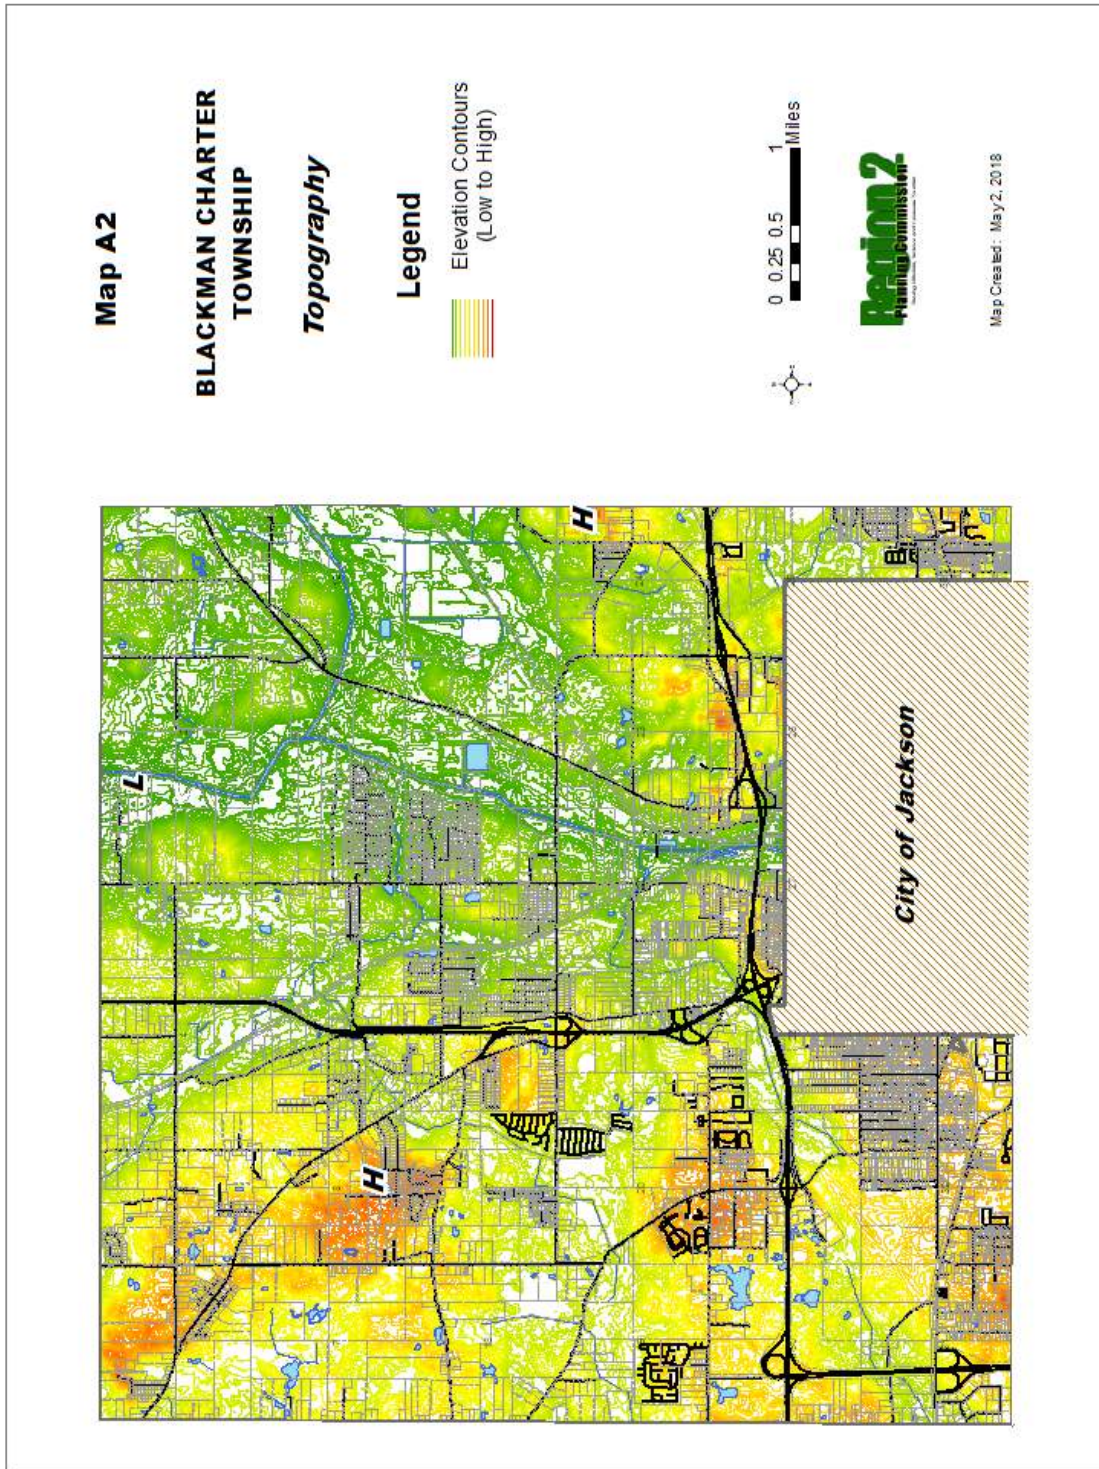 Map A2
BLACKMAN CHARTER
TOWNSHIP
Topography
Legend
Elevation Contours
(Low to High)
0 0.25 0.5 1
Miles
Region 2
Planning Commission
Map Created: May 2, 2018
L
H
H
City of Jackson